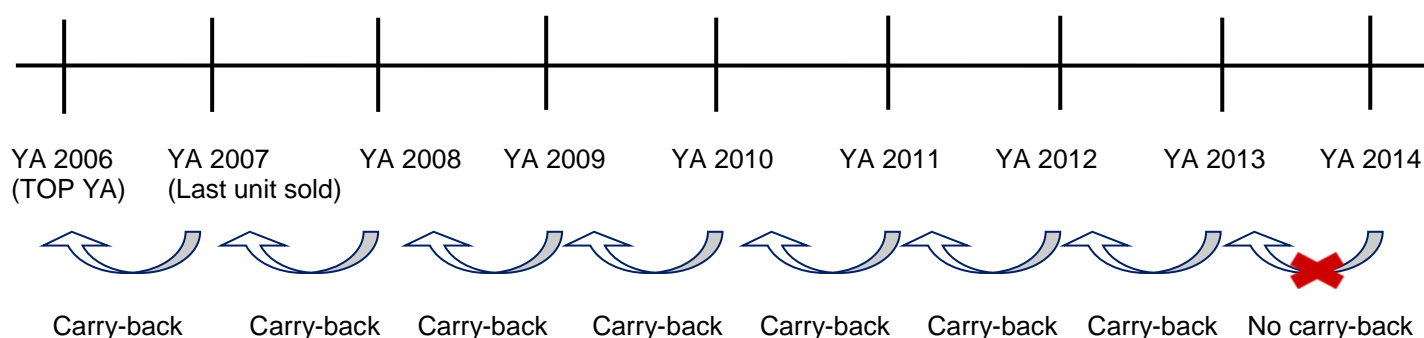 YA 2006 YA 2007 YA 2008 YA 2009 YA 2010 YA 2011 YA 2012 YA 2013 YA 2014
(TOP YA) (Last unit sold)
Carry-back Carry-back Carry-back Carry-back Carry-back Carry-back Carry-back No carry-back